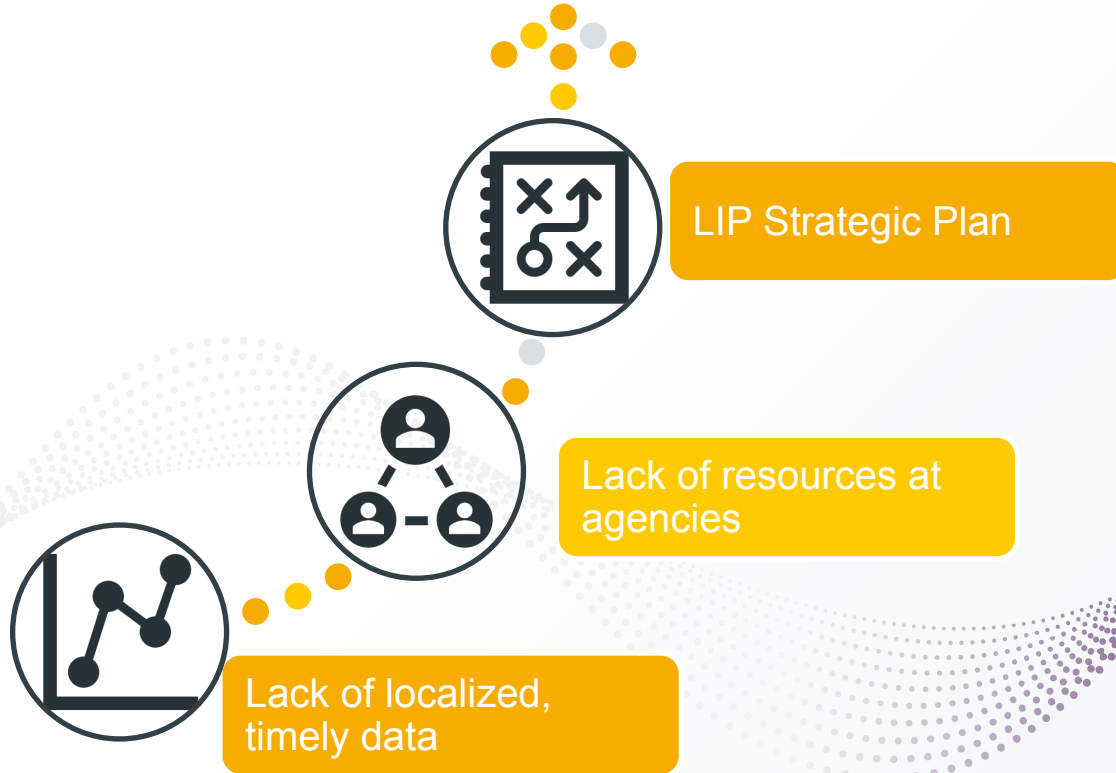 LIP Strategic Plan
Lack of resources at
agencies
Lack of localized,
timely data